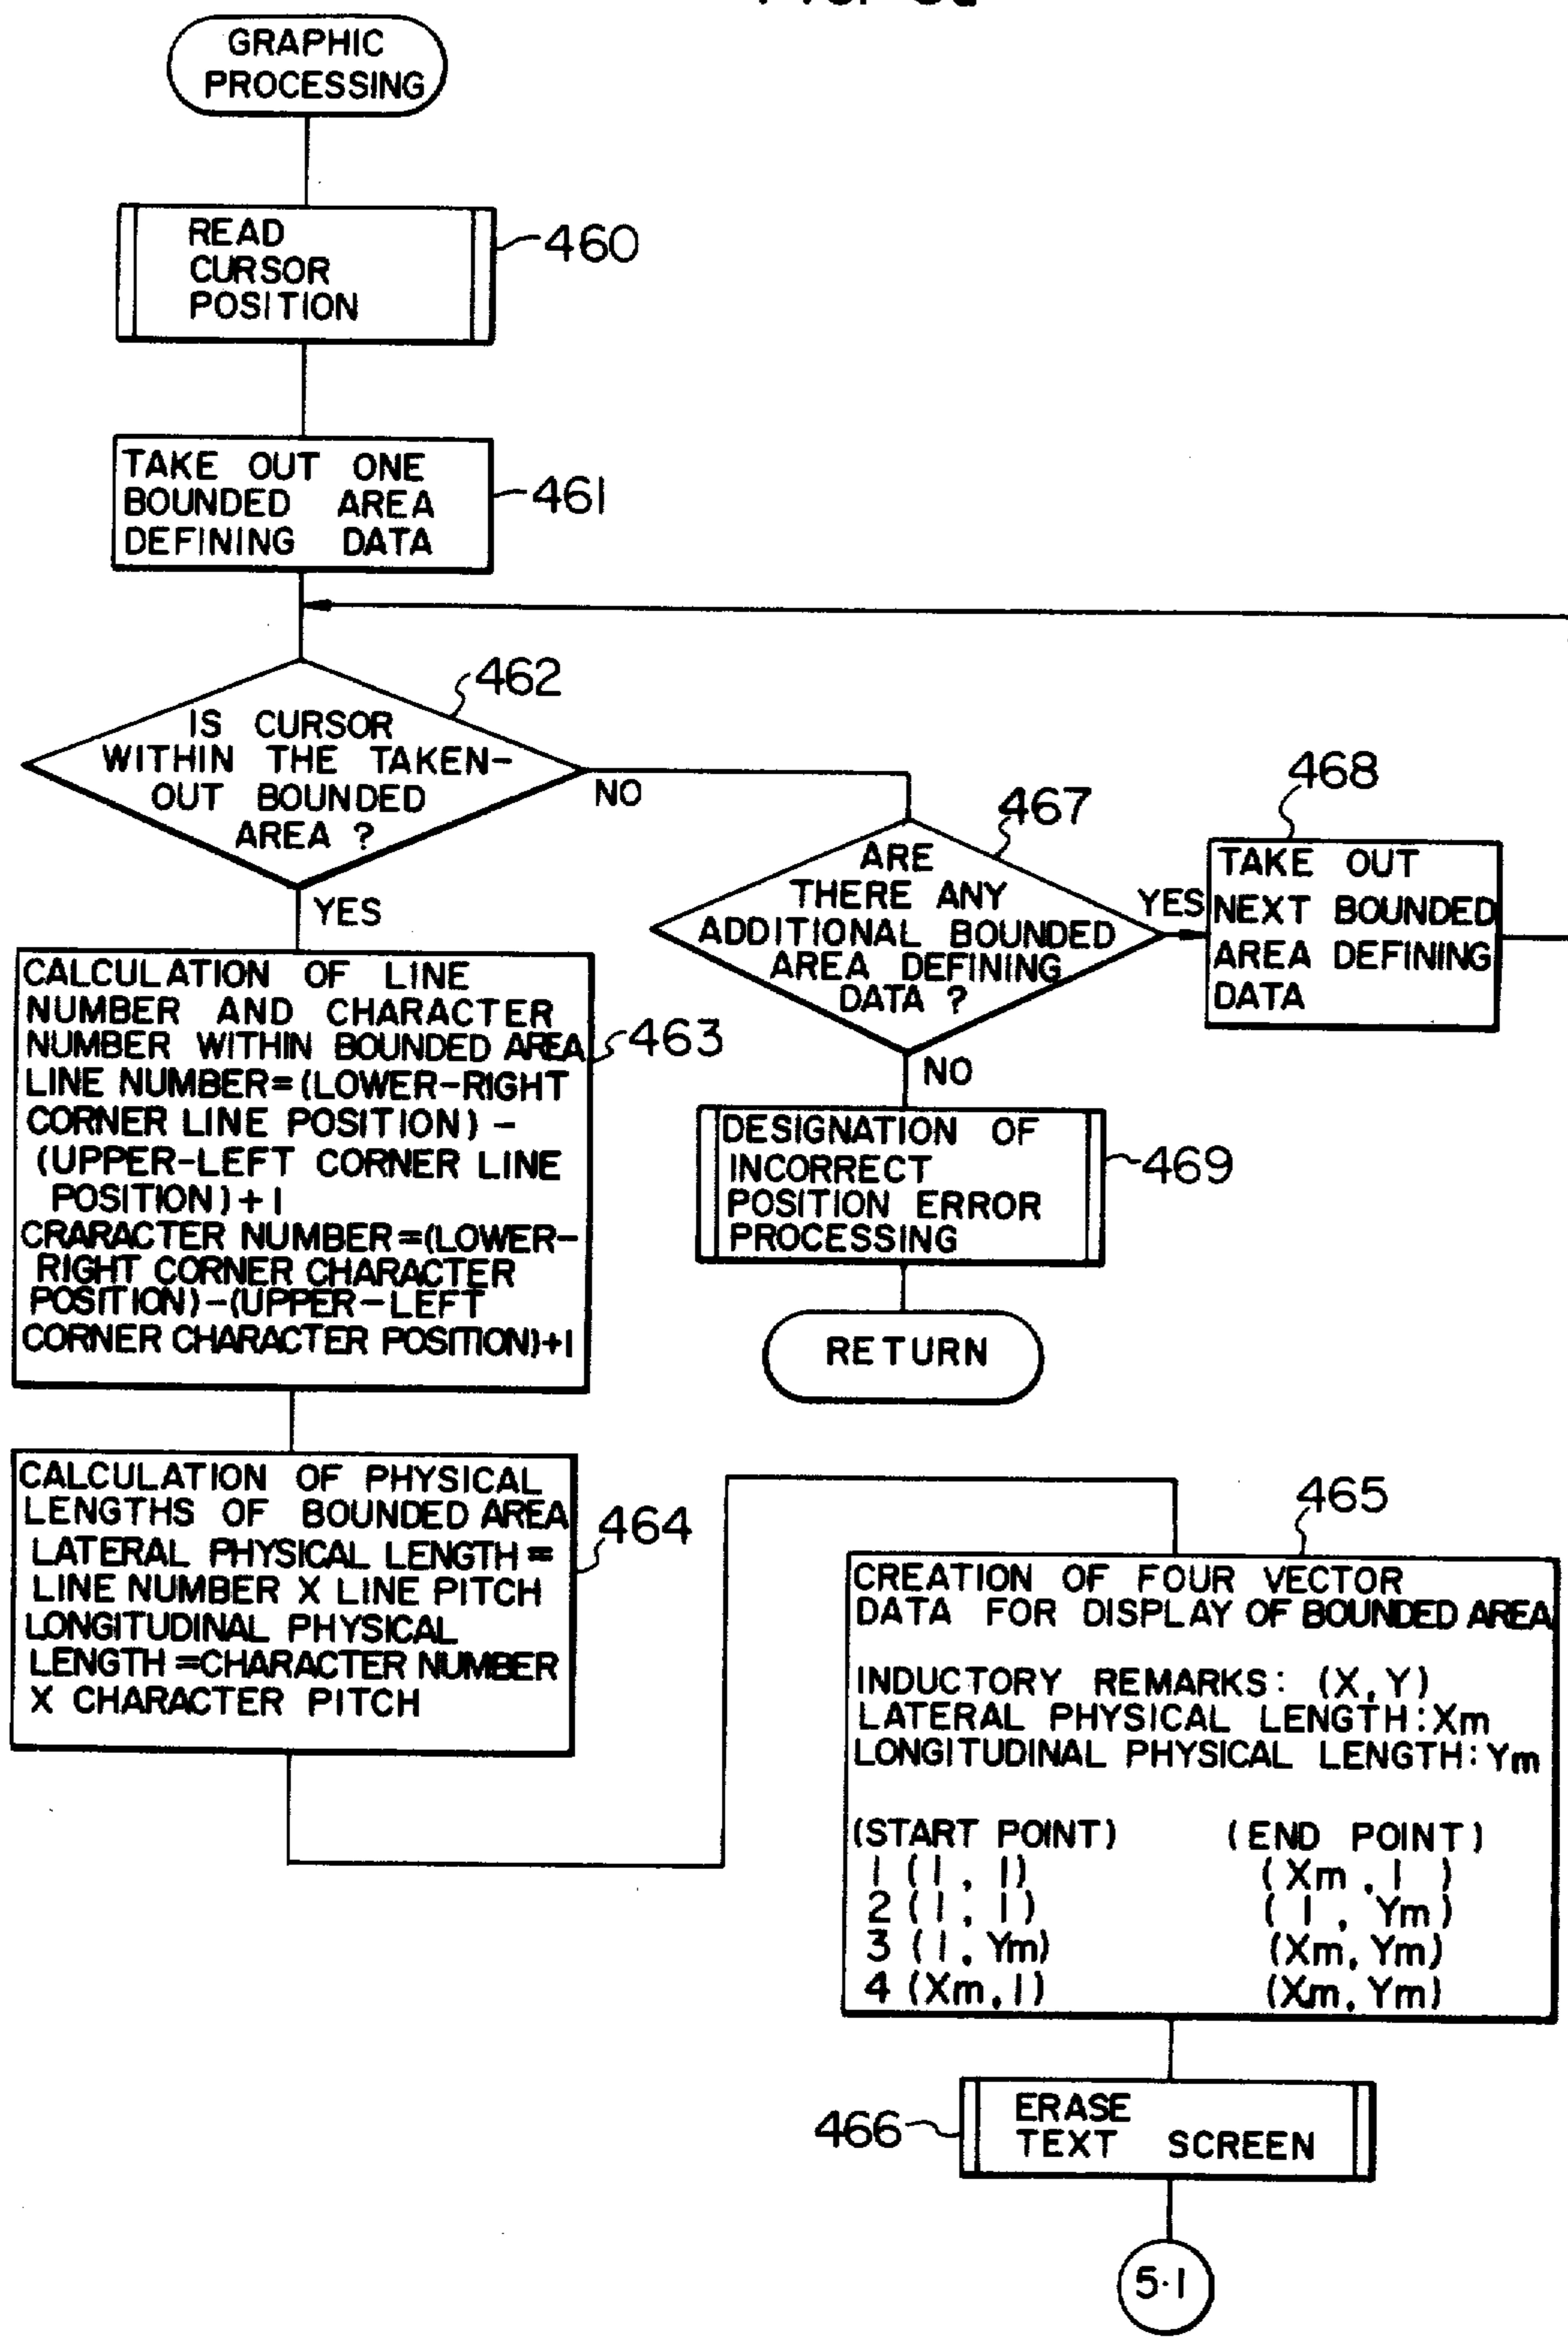 GRAPHIC
PROCESSING
READ
CURSOR
POSITION
460
TAKE OUT ONE
BOUNDED AREA
DEFINING DATA
461
462
IS CURSOR
WITHIN THE TAKEN-
OUT BOUNDED
AREA ?
NO
YES
467
ARE
THERE ANY
ADDITIONAL BOUNDED
AREA DEFINING
DATA ?
YES
NO
468
TAKE OUT
NEXT BOUNDED
AREA DEFINING
DATA
CALCULATION OF LINE
NUMBER AND CHARACTER
NUMBER WITHIN BOUNDED AREA
LINE NUMBER=(LOWER-RIGHT
CORNER LINE POSITION) -
(UPPER-LEFT CORNER LINE
POSITION)+1
CRARACTER NUMBER=(LOWER-
RIGHT CORNER CHARACTER
POSITION)-(UPPER-LEFT
CORNER CHARACTER POSITION)+1
463
DESIGNATION OF
INCORRECT
POSITION ERROR
PROCESSING
469
RETURN
CALCULATION OF PHYSICAL
LENGTHS OF BOUNDED AREA
LATERAL PHYSICAL LENGTH=
LINE NUMBER X LINE PITCH
LONGITUDINAL PHYSICAL
LENGTH=CHARACTER NUMBER
X CHARACTER PITCH
464
465
CREATION OF FOUR VECTOR
DATA FOR DISPLAY OF BOUNDED AREA
INDUCTORY REMARKS: (X,Y)
LATERAL PHYSICAL LENGTH:Xm
LONGITUDINAL PHYSICAL LENGTH:Ym
(START POINT) (END POINT)
1 (1, 1) (Xm, 1)
2 (1, 1) (1, Ym)
3 (1, Ym) (Xm, Ym)
4 (Xm, 1) (Xm, Ym)
466
ERASE
TEXT SCREEN
5·1